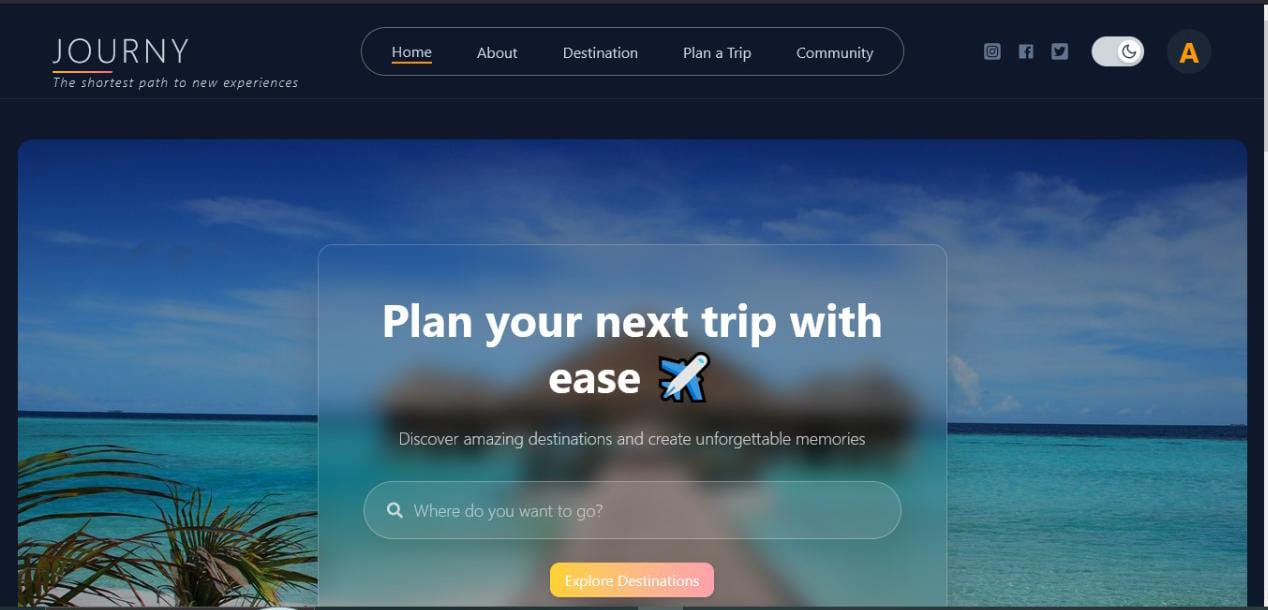 JOURNY
The shortest path to new experiences
Home About Destination Plan a Trip Community
A
Plan your next trip with
ease ✈️
Discover amazing destinations and create unforgettable memories
Where do you want to go?
Explore Destinations